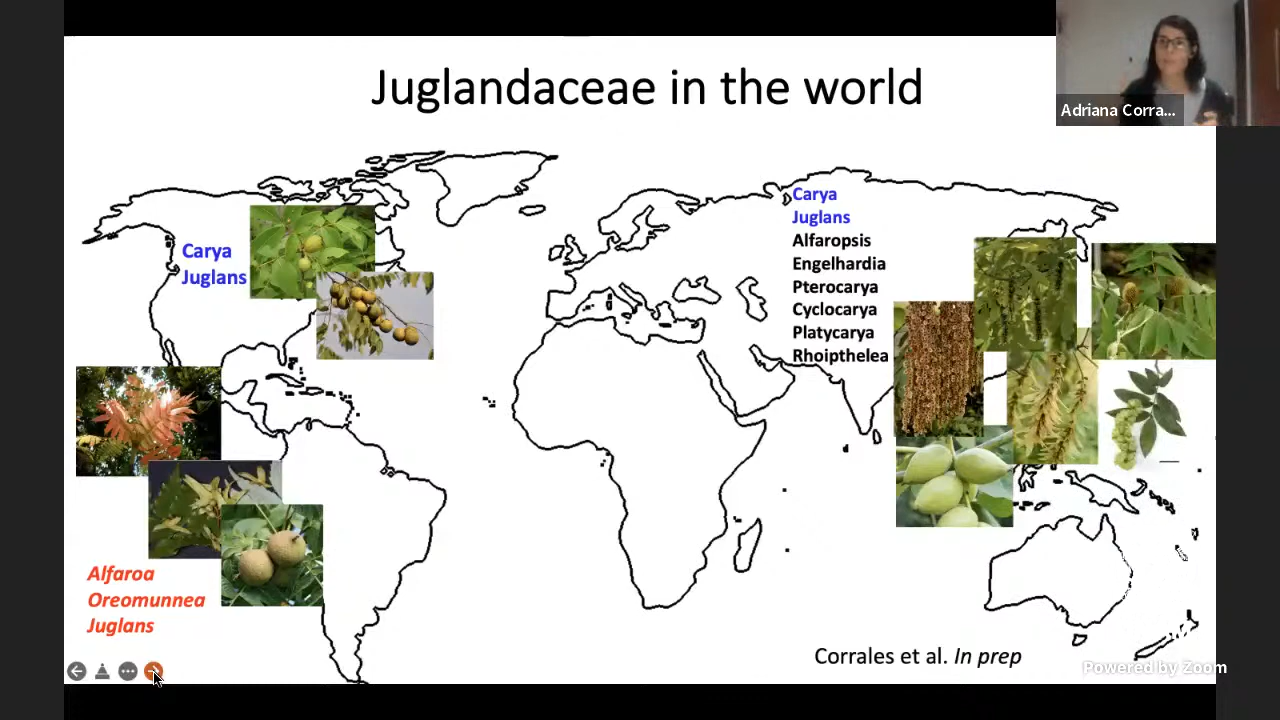 Juglandaceae in the world
Adriana Corra...
Carya
Juglans
Carya
Juglans
Alfaropsis
Engelhardia
Pterocarya
Cyclocarya
Platycarya
Rhoipthelea
Alfaroa
Oreomunnea
Juglans
Corrales et al. In prep
Powered by Zoom